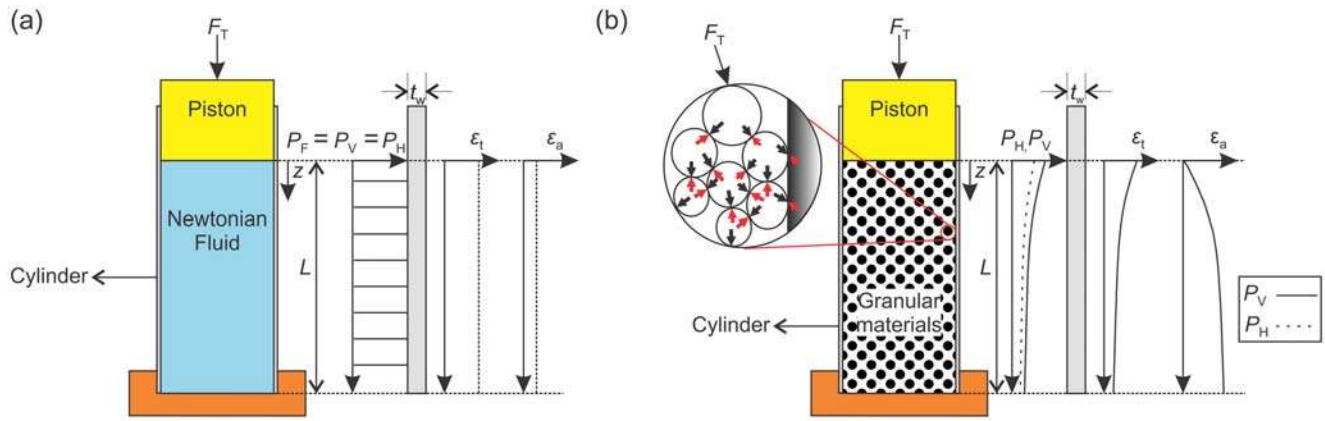 (a)
F_T
Piston
t_w
P_F = P_V = P_H
ε_t
ε_a
z
Newtonian
Fluid
L
Cylinder
(b)
F_T
F_T
Piston
t_w
P_H, P_V
ε_t
ε_a
z
L
Granular
materials
Cylinder
P_V
P_H